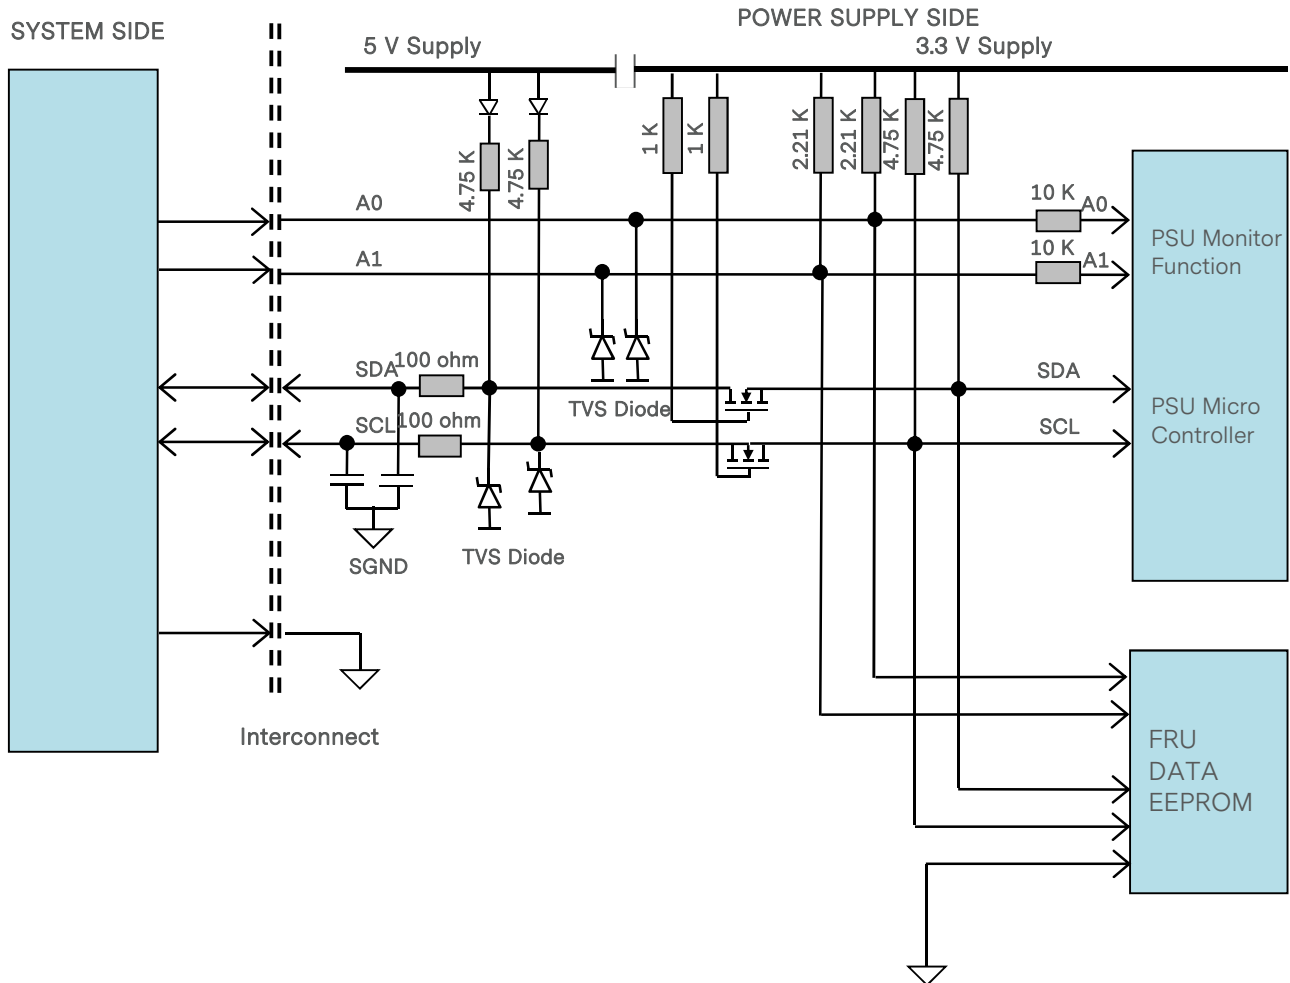 POWER SUPPLY SIDE
SYSTEM SIDE
5 V Supply
3.3 V Supply
4.75 K
4.75 K
1 K
1 K
2.21 K
2.21 K
4.75 K
4.75 K
A0
10 K
A0
A1
10 K
A1
PSU Monitor
Function
SDA
100 ohm
SDA
TVS Diode
PSU Micro
Controller
SCL
100 ohm
SCL
TVS Diode
SGND
Interconnect
FRU
DATA
EEPROM